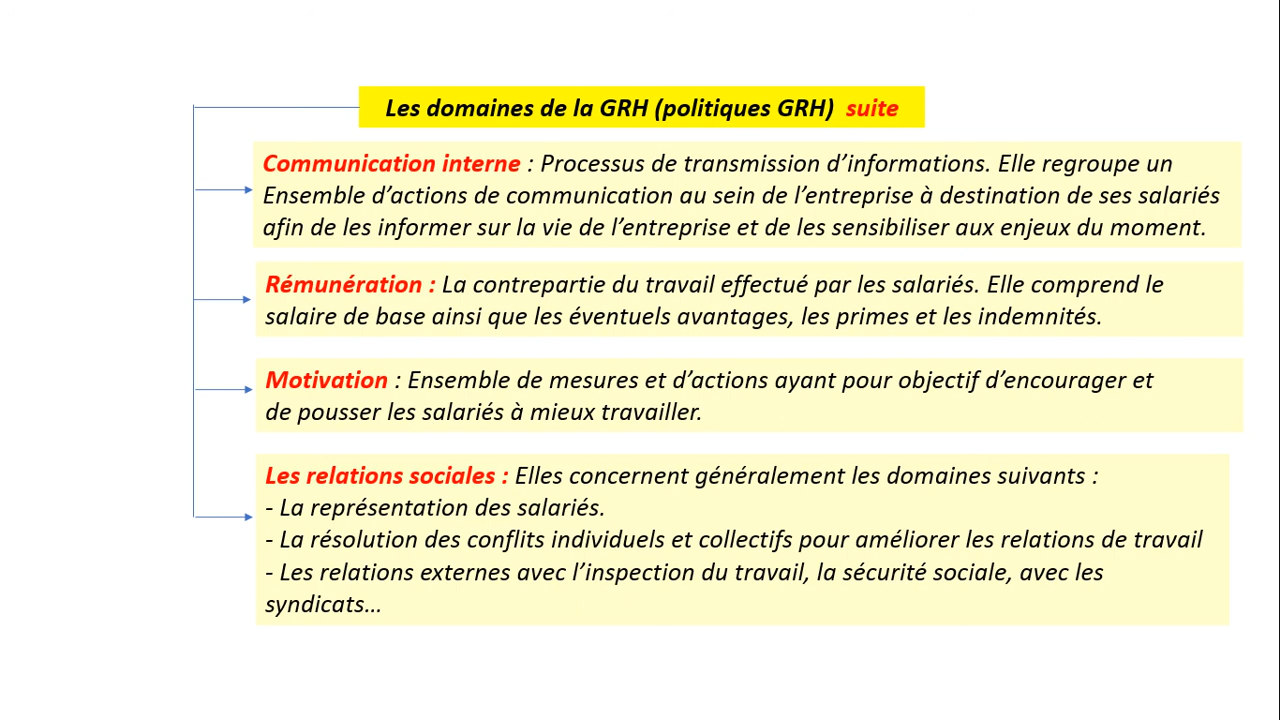 Les domaines de la GRH (politiques GRH) suite
Communication interne : Processus de transmission d’informations. Elle regroupe un
Ensemble d’actions de communication au sein de l’entreprise à destination de ses salariés
afin de les informer sur la vie de l’entreprise et de les sensibiliser aux enjeux du moment.
Rémunération : La contrepartie du travail effectué par les salariés. Elle comprend le
salaire de base ainsi que les éventuels avantages, les primes et les indemnités.
Motivation : Ensemble de mesures et d’actions ayant pour objectif d’encourager et
de pousser les salariés à mieux travailler.
Les relations sociales : Elles concernent généralement les domaines suivants :
- La représentation des salariés.
- La résolution des conflits individuels et collectifs pour améliorer les relations de travail
- Les relations externes avec l’inspection du travail, la sécurité sociale, avec les
syndicats…